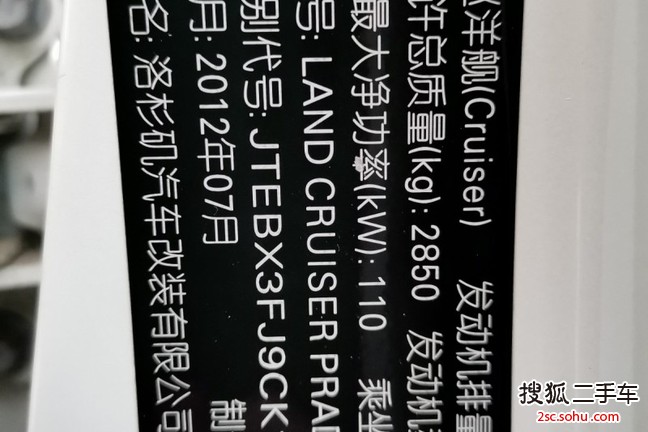 洋舰(Cruiser) 发动机排量
许总质量(kg): 2850 发动机
最大净功率(kW): 110 乘坐
号: LAND CRUISER PRAD
别代号: JTEBX3FJ9CK
月: 2012年07月 制
名: 洛杉矶汽车改装有限公司
搜狐二手车
2sc.sohu.com